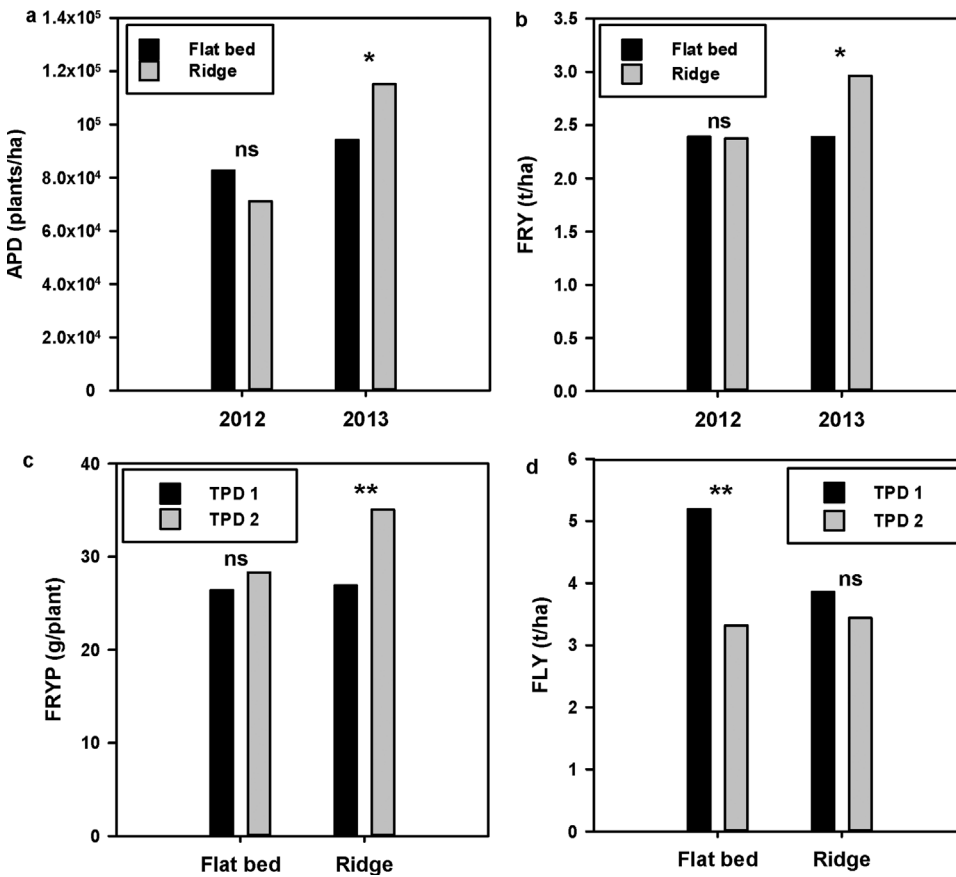 a
APD (plants/ha)
1.4x10⁵
1.2x10⁵
10⁵
8.0x10⁴
6.0x10⁴
4.0x10⁴
2.0x10⁴
0
Flat bed
Ridge
ns
*
2012
2013
b
FRY (t/ha)
3.5
3.0
2.5
2.0
1.5
1.0
0.5
0.0
Flat bed
Ridge
ns
*
2012
2013
c
FRYP (g/plant)
40
30
20
10
0
TPD 1
TPD 2
ns
**
Flat bed
Ridge
d
FLY (t/ha)
6
5
4
3
2
1
0
TPD 1
TPD 2
**
ns
Flat bed
Ridge